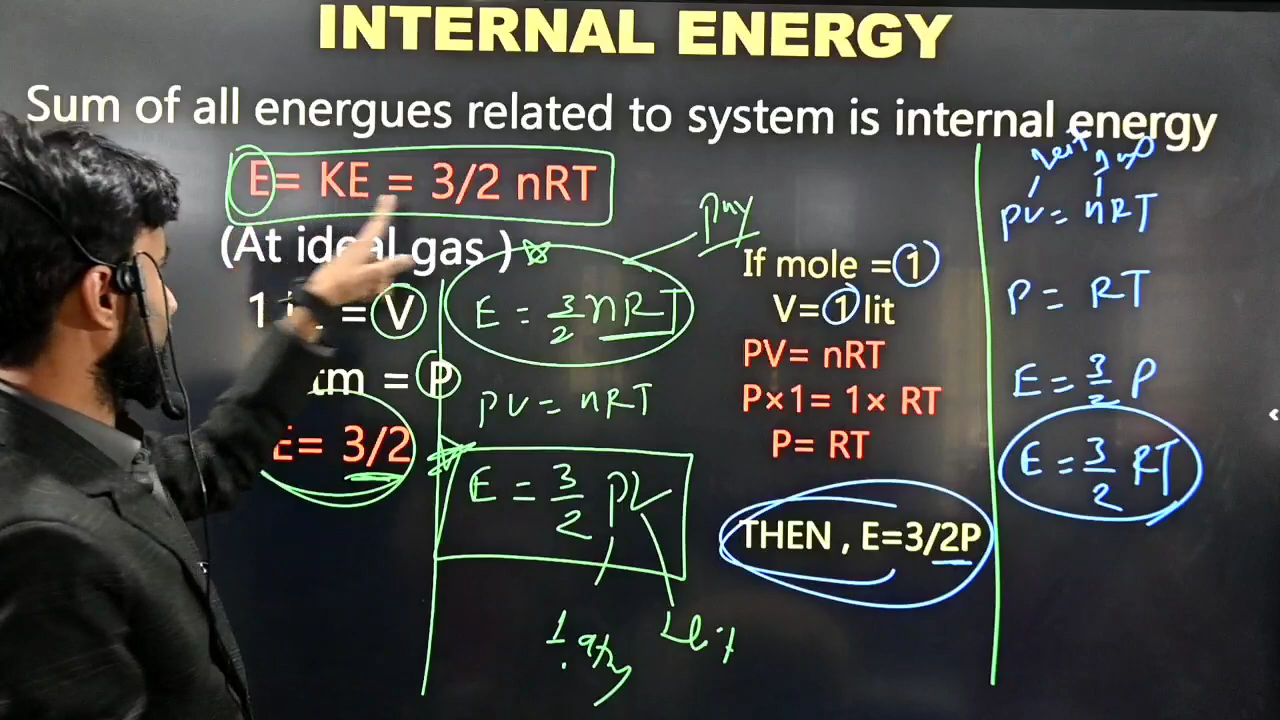 INTERNAL ENERGY
Sum of all energues related to system is internal energy
E= KE = 3/2 nRT
(At ideal gas )
= V
= P
E= 3/2
E = 3/2 nRT
PV = nRT
E = 3/2 PV
1 lit
If mole = 1
V= 1 lit
PV= nRT
P×1= 1× RT
P= RT
THEN , E=3/2P
PV = nRT
P = RT
E = 3/2 P
E = 3/2 RT